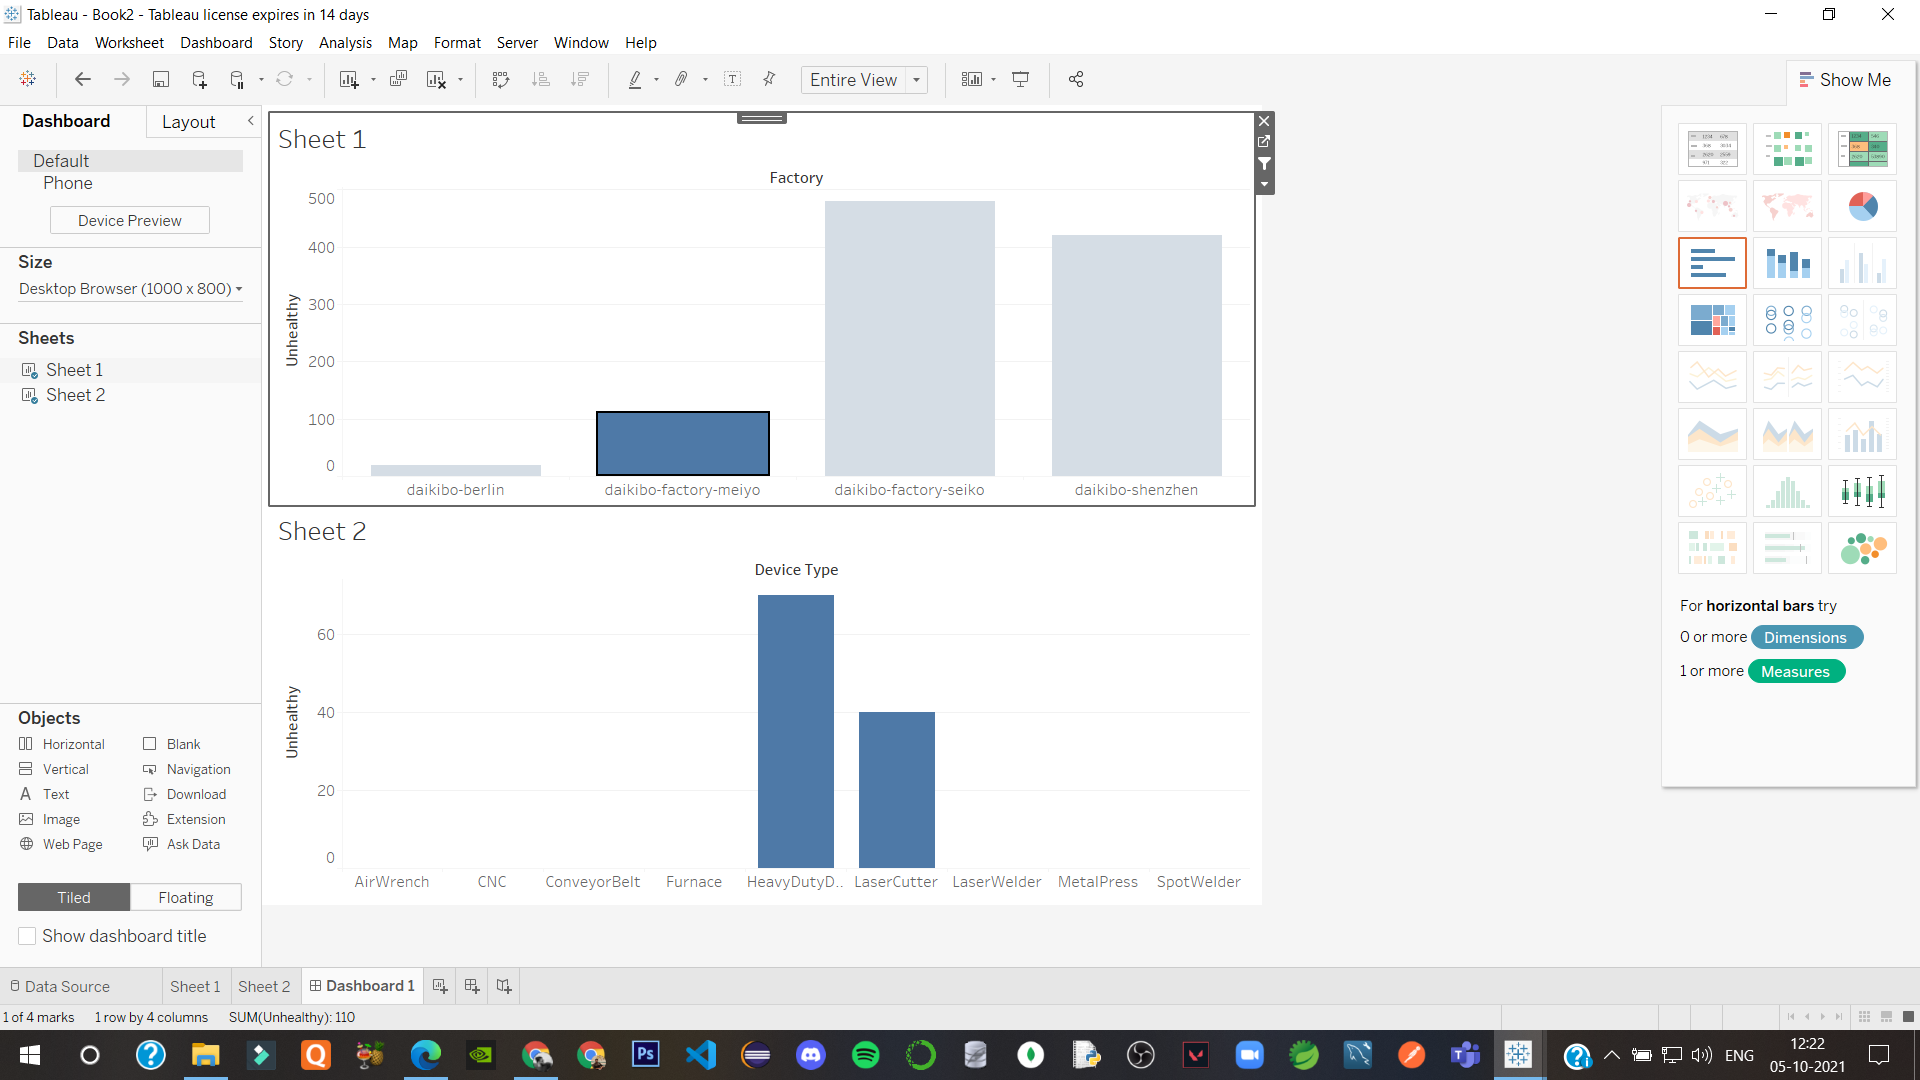 Tableau - Book2 - Tableau license expires in 14 days
File Data Worksheet Dashboard Story Analysis Map Format Server Window Help
Entire View
Show Me
Dashboard
Layout
Default
Phone
Device Preview
Size
Desktop Browser (1000 x 800)
Sheets
Sheet 1
Sheet 2
Objects
Horizontal Blank
Vertical Navigation
Text Download
Image Extension
Web Page Ask Data
Tiled Floating
Show dashboard title
Sheet 1
Factory
Unhealthy
500
400
300
200
100
0
daikibo-berlin daikibo-factory-meiyo daikibo-factory-seiko daikibo-shenzhen
Sheet 2
Device Type
Unhealthy
60
40
20
0
AirWrench CNC ConveyorBelt Furnace HeavyDutyD.. LaserCutter LaserWelder MetalPress SpotWelder
For horizontal bars try
0 or more Dimensions
1 or more Measures
Data Source Sheet 1 Sheet 2 Dashboard 1
1 of 4 marks 1 row by 4 columns SUM(Unhealthy): 110
Ps
ENG
12:22
05-10-2021